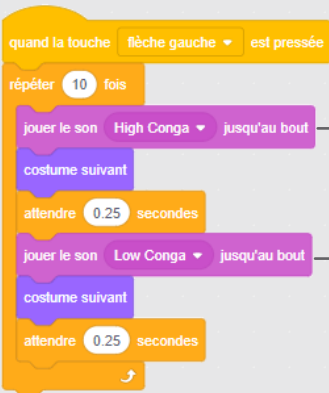 quand la touche flèche gauche est pressée
répéter 10 fois
jouer le son High Conga jusqu'au bout
costume suivant
attendre 0.25 secondes
jouer le son Low Conga jusqu'au bout
costume suivant
attendre 0.25 secondes